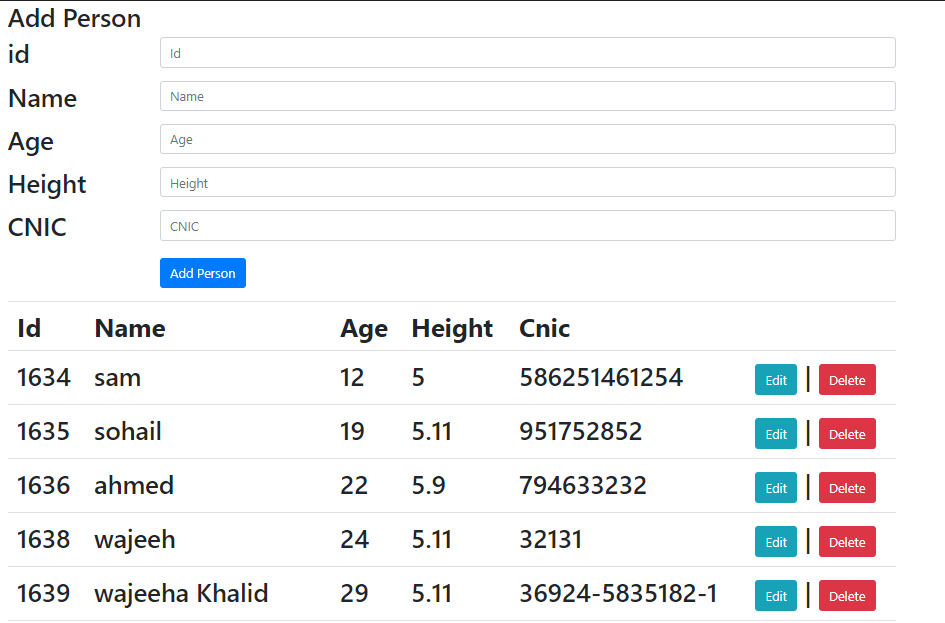 Add Person
id Id
Name Name
Age Age
Height Height
CNIC CNIC
Add Person
Id Name Age Height Cnic
1634 sam 12 5 586251461254 Edit | Delete
1635 sohail 19 5.11 951752852 Edit | Delete
1636 ahmed 22 5.9 794633232 Edit | Delete
1638 wajeeh 24 5.11 32131 Edit | Delete
1639 wajeeha Khalid 29 5.11 36924-5835182-1 Edit | Delete